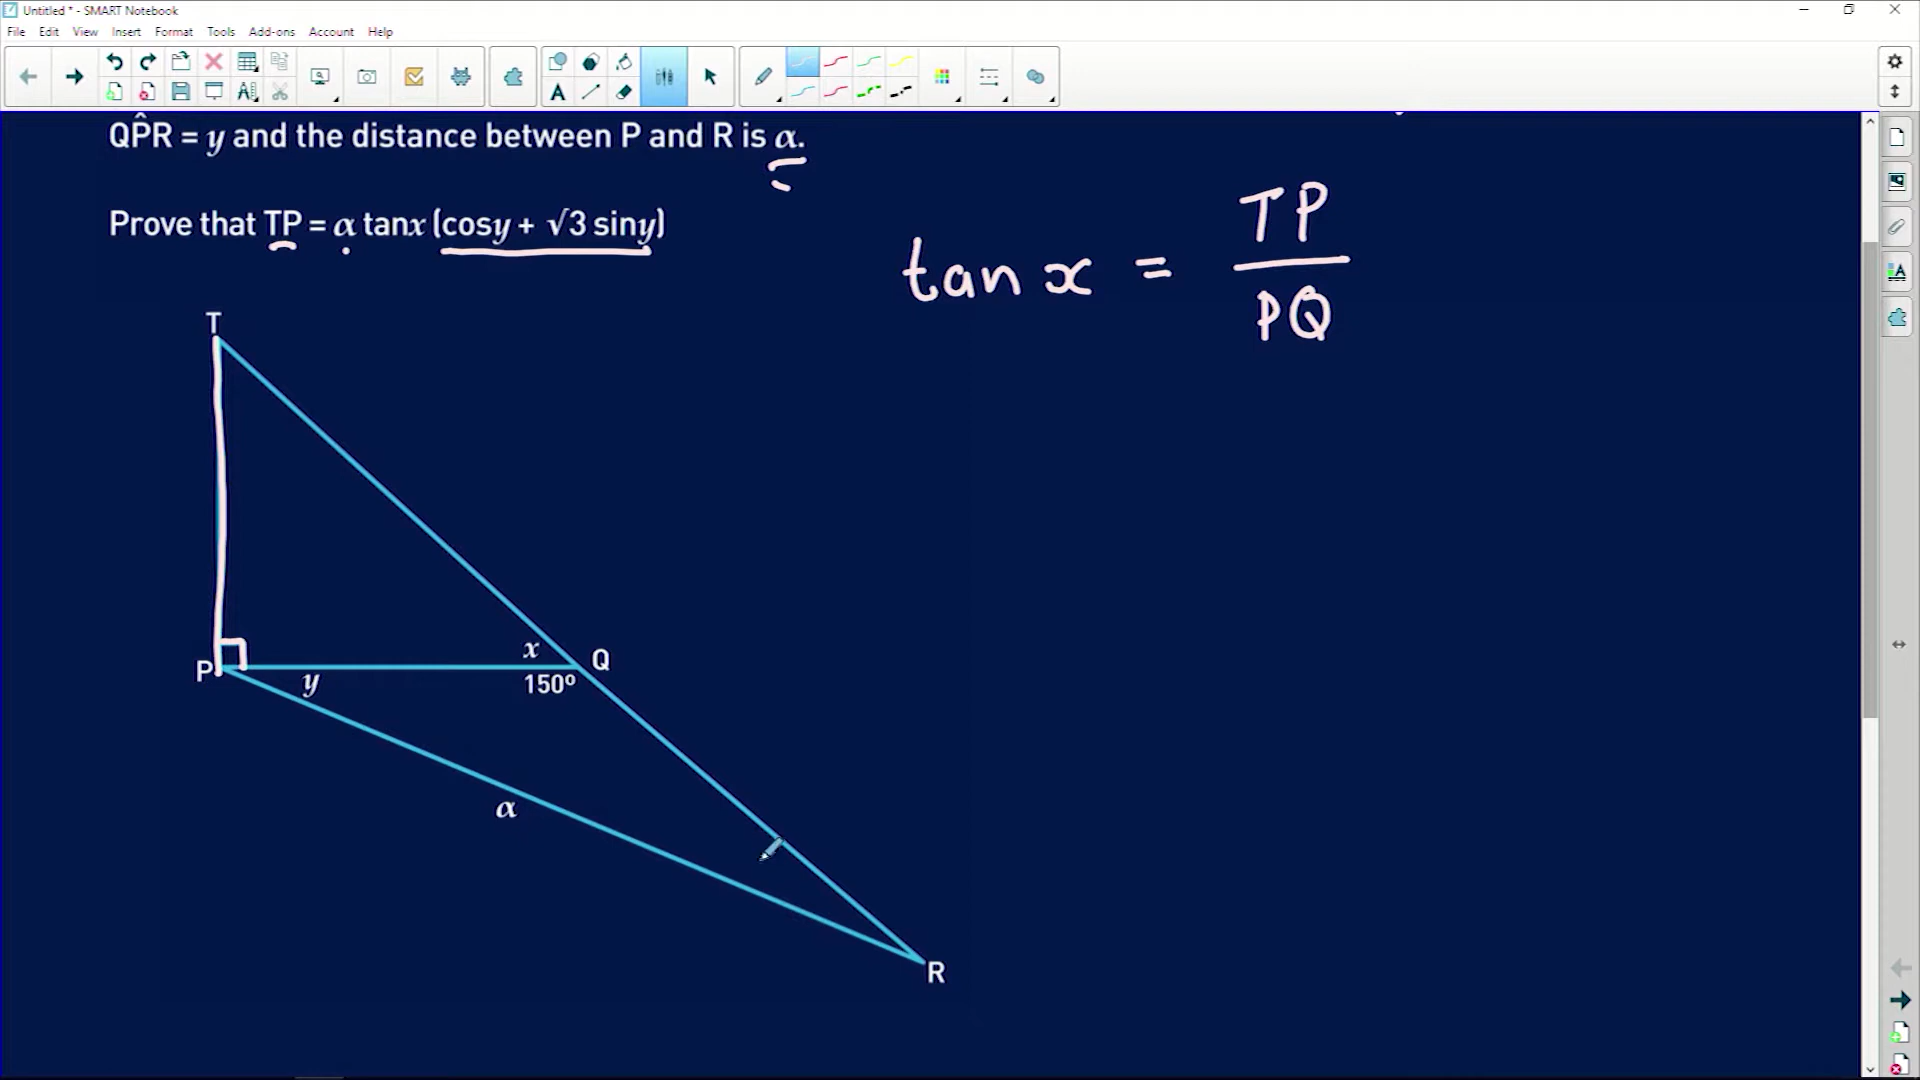 Untitled * - SMART Notebook
File Edit View Insert Format Tools Add-ons Account Help
QP̂R = y and the distance between P and R is α.
Prove that TP = α tanx (cosy + √3 siny)
tan x = TP/PQ
T
x
Q
P
y
150º
α
R